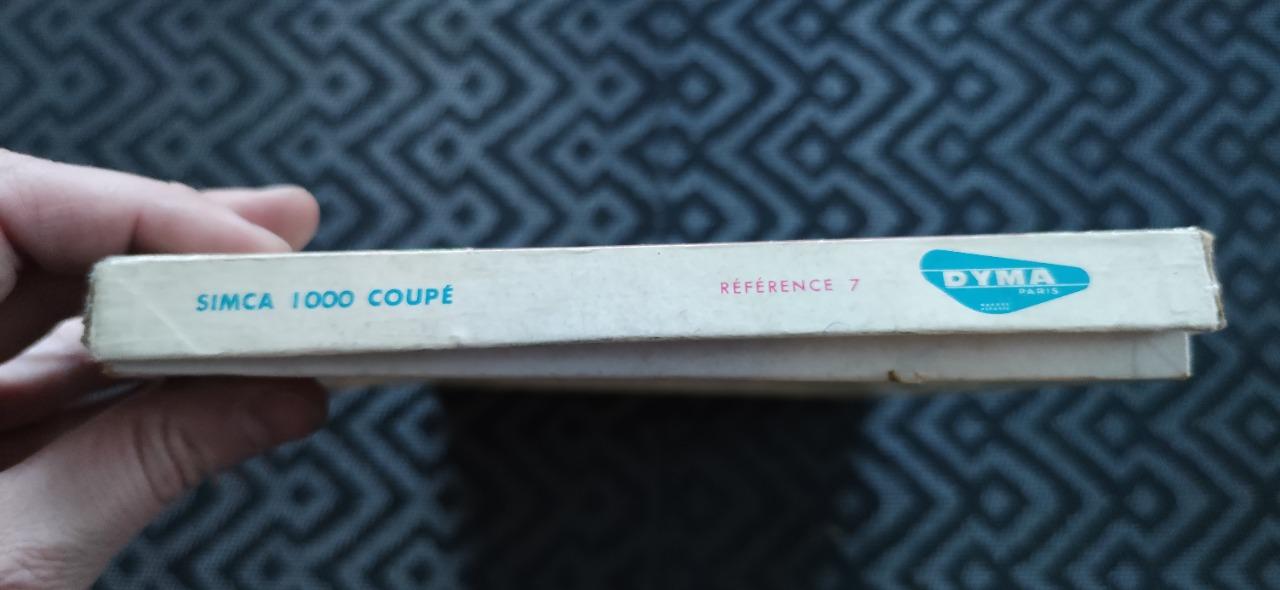 SIMCA 1000 COUPÉ
RÉFÉRENCE 7
DYMA
PARIS